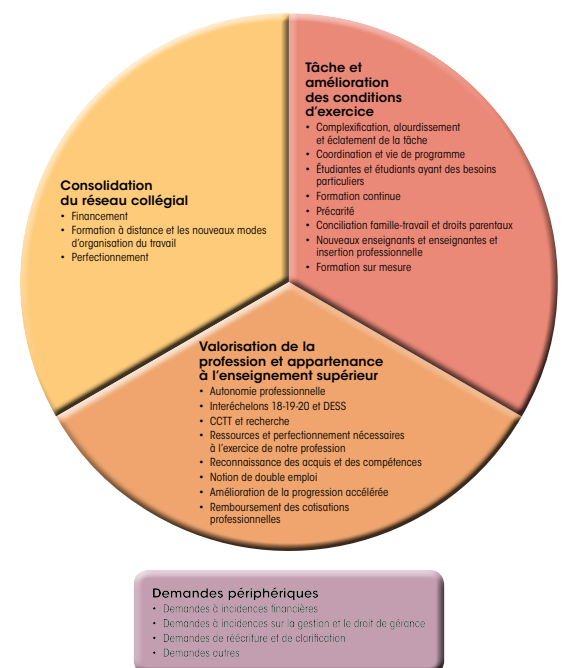 Tâche et
amélioration
des conditions
d'exercice
• Complexification, alourdissement
et éclatement de la tâche
• Coordination et vie de programme
• Étudiantes et étudiants ayant des besoins
particuliers
• Formation continue
• Précarité
• Conciliation famille-travail et droits parentaux
• Nouveaux enseignants et enseignantes et
insertion professionnelle
• Formation sur mesure
Consolidation
du réseau collégial
• Financement
• Formation à distance et les nouveaux modes
d'organisation du travail
• Perfectionnement
Valorisation de la
profession et appartenance
à l'enseignement supérieur
• Autonomie professionnelle
• Interéchelons 18-19-20 et DESS
• CCTT et recherche
• Ressources et perfectionnement nécessaires
à l'exercice de notre profession
• Reconnaissance des acquis et des compétences
• Notion de double emploi
• Amélioration de la progression accélérée
• Remboursement des cotisations
professionnelles
Demandes périphériques
• Demandes à incidences financières
• Demandes à incidences sur la gestion et le droit de gérance
• Demandes de réécriture et de clarification
• Demandes autres